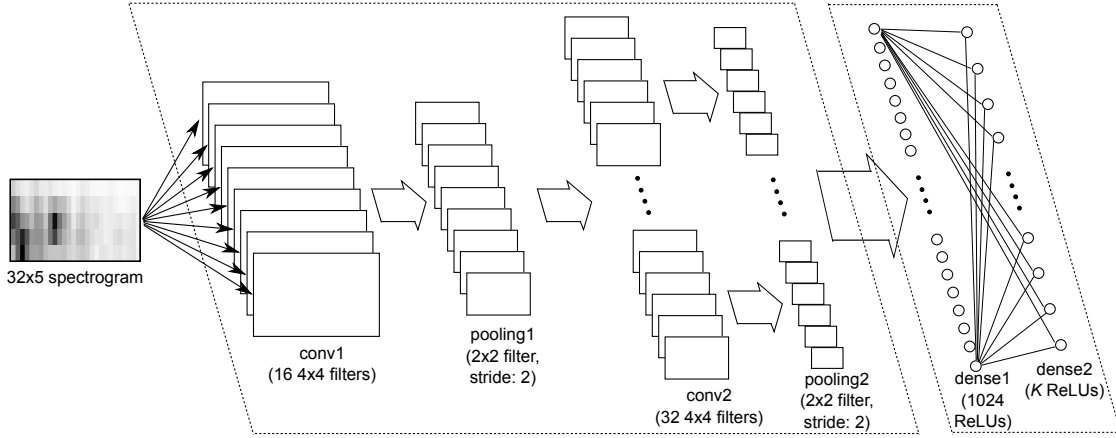 32x5 spectrogram
conv1
(16 4x4 filters)
pooling1
(2x2 filter,
stride: 2)
conv2
(32 4x4 filters)
pooling2
(2x2 filter,
stride: 2)
dense1
(1024
ReLUs)
dense2
(K ReLUs)